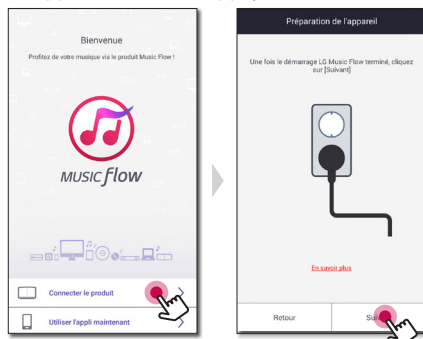 Bienvenue
Profitez de votre musique via le produit Music Flow !
MUSIC flow
Connecter le produit
Utiliser l'appli maintenant
Préparation de l'appareil
Une fois le démarrage LG Music Flow terminé, cliquez
sur [Suivant]
En savoir plus
Retour